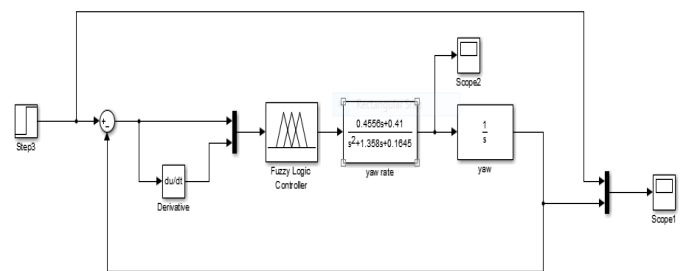 Step3
+
-
du/dt
Derivative
Fuzzy Logic
Controller
0.4556s+0.41
s²+1.358s+0.1645
yaw rate
Scope2
1
s
yaw
Scope1